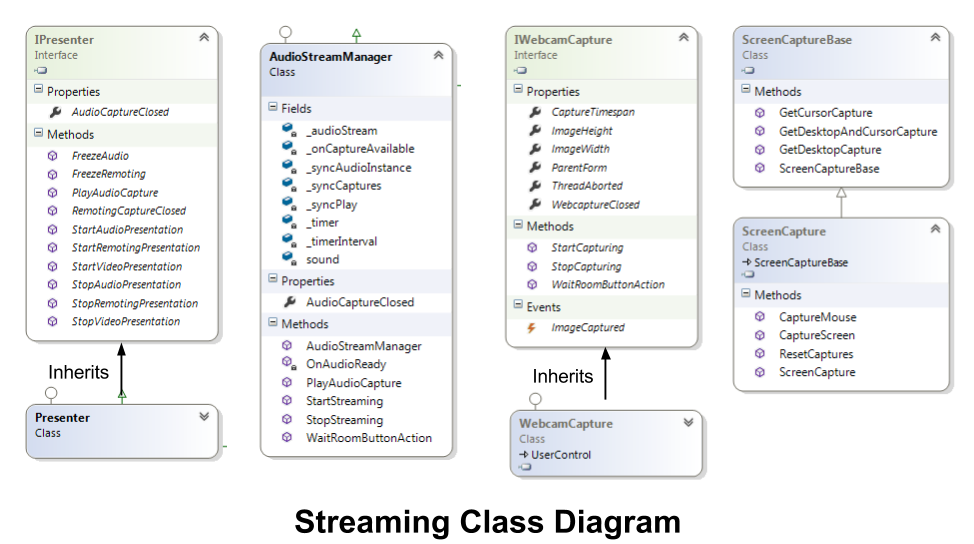 IPresenter
Interface
Properties
AudioCaptureClosed
Methods
FreezeAudio
FreezeRemoting
PlayAudioCapture
RemotingCaptureClosed
StartAudioPresentation
StartRemotingPresentation
StartVideoPresentation
StopAudioPresentation
StopRemotingPresentation
StopVideoPresentation
Inherits
Presenter
Class
AudioStreamManager
Class
Fields
_audioStream
_onCaptureAvailable
_syncAudioInstance
_syncCaptures
_syncPlay
_timer
_timerInterval
sound
Properties
AudioCaptureClosed
Methods
AudioStreamManager
OnAudioReady
PlayAudioCapture
StartStreaming
StopStreaming
WaitRoomButtonAction
IWebcamCapture
Interface
Properties
CaptureTimespan
ImageHeight
ImageWidth
ParentForm
ThreadAborted
WebcaptureClosed
Methods
StartCapturing
StopCapturing
WaitRoomButtonAction
Events
ImageCaptured
Inherits
WebcamCapture
Class
UserControl
ScreenCaptureBase
Class
Methods
GetCursorCapture
GetDesktopAndCursorCapture
GetDesktopCapture
ScreenCaptureBase
ScreenCapture
Class
ScreenCaptureBase
Methods
CaptureMouse
CaptureScreen
ResetCaptures
ScreenCapture
Streaming Class Diagram